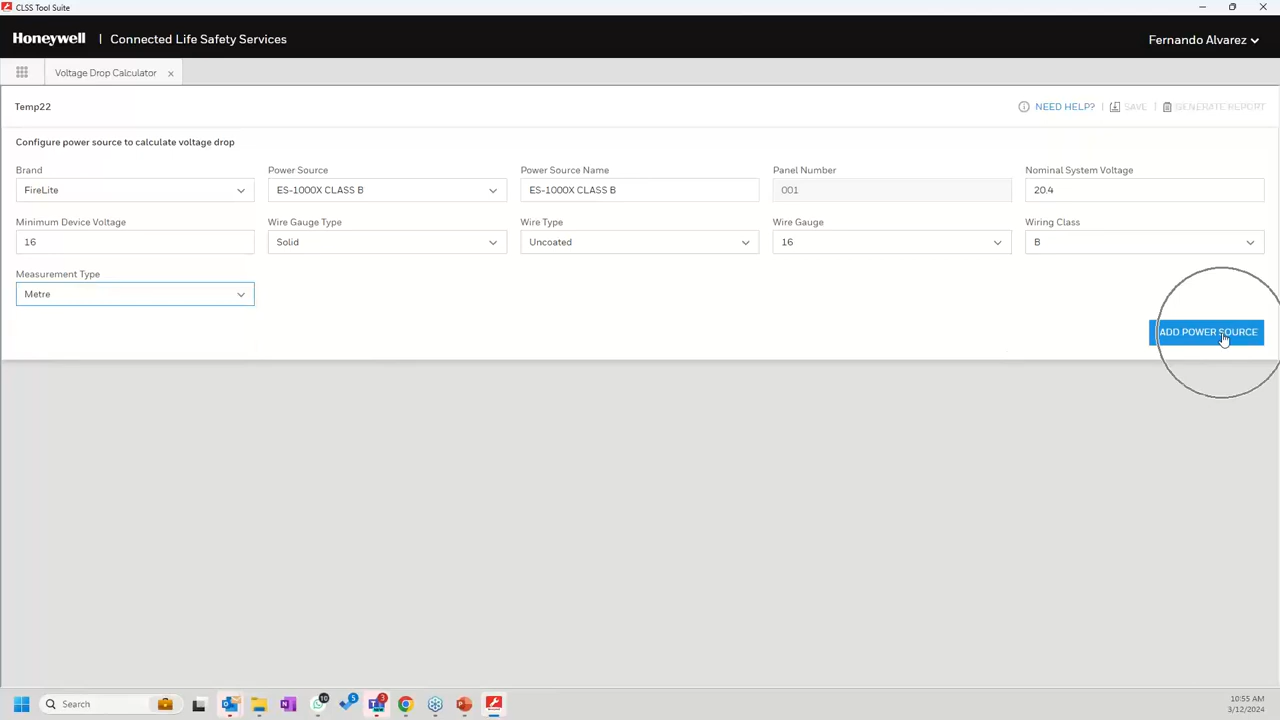 CLSS Tool Suite
Honeywell | Connected Life Safety Services
Fernando Alvarez
Voltage Drop Calculator
Temp22
NEED HELP? | SAVE | GENERATE REPORT
Configure power source to calculate voltage drop
Brand Power Source Power Source Name Panel Number Nominal System Voltage
FireLite ES-1000X CLASS B ES-1000X CLASS B 001 20.4
Minimum Device Voltage Wire Gauge Type Wire Type Wire Gauge Wiring Class
16 Solid Uncoated 16 B
Measurement Type
Metre
ADD POWER SOURCE
Search
10
5
3
10:55 AM
3/12/2024